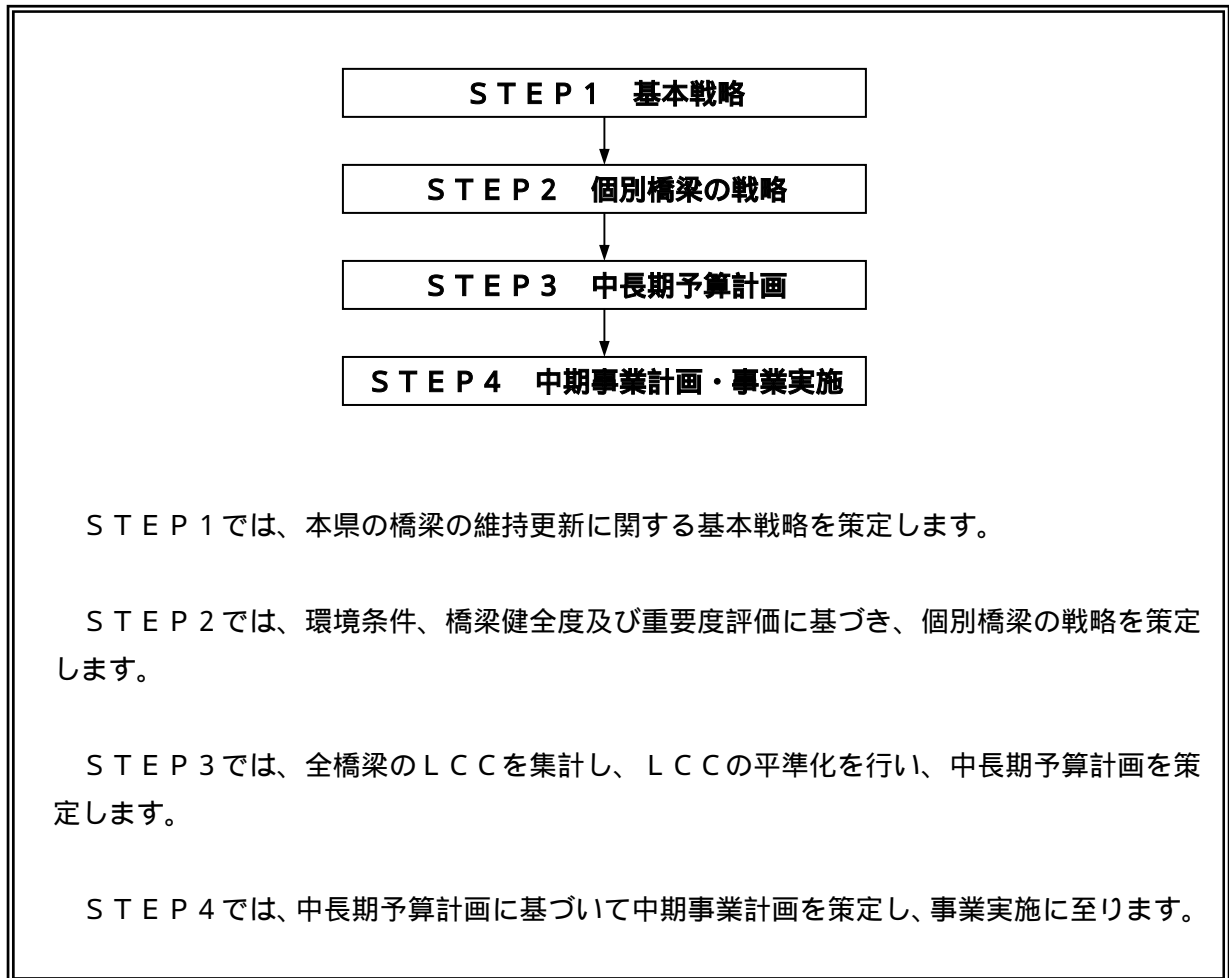 ＳＴＥＰ１　基本戦略
ＳＴＥＰ２　個別橋梁の戦略
ＳＴＥＰ３　中長期予算計画
ＳＴＥＰ４　中期事業計画・事業実施
ＳＴＥＰ１では、本県の橋梁の維持更新に関する基本戦略を策定します。
ＳＴＥＰ２では、環境条件、橋梁健全度及び重要度評価に基づき、個別橋梁の戦略を策定
します。
ＳＴＥＰ３では、全橋梁のＬＣＣを集計し、ＬＣＣの平準化を行い、中長期予算計画を策
定します。
ＳＴＥＰ４では、中長期予算計画に基づいて中期事業計画を策定し、事業実施に至ります。